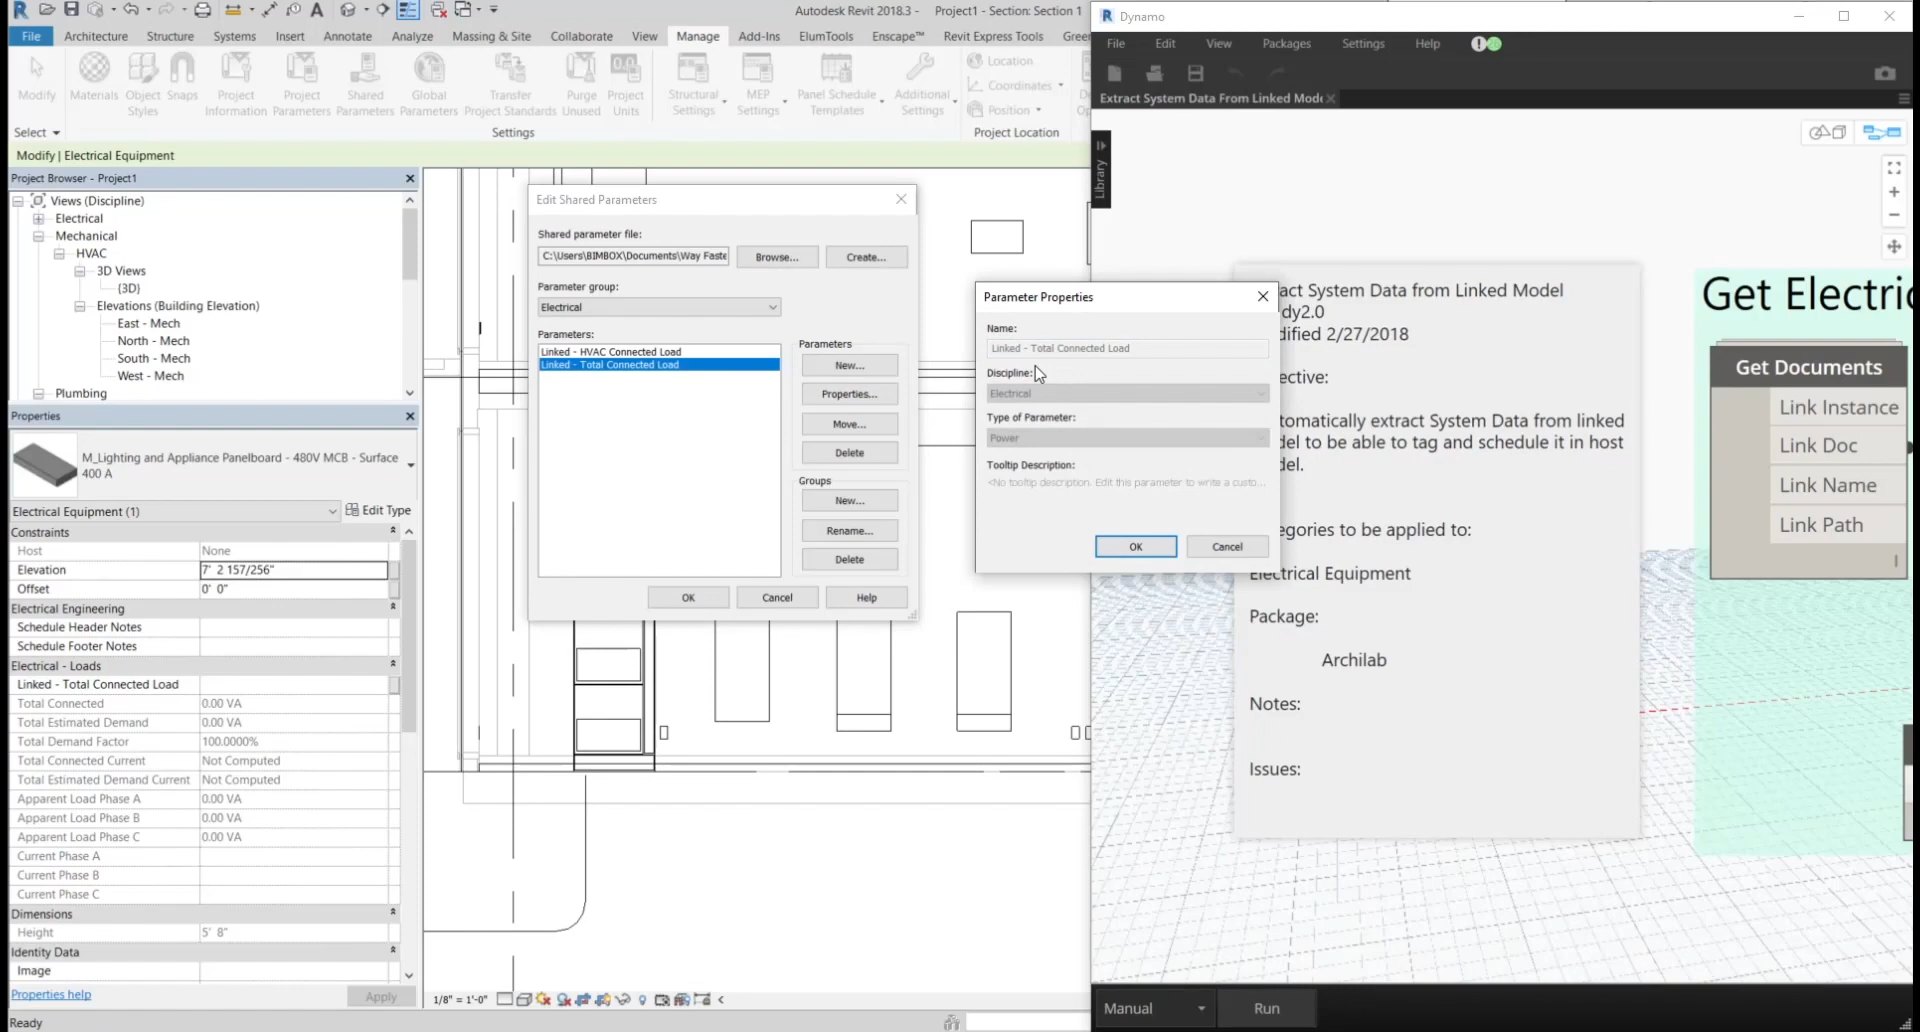 Autodesk Revit 2018.3 -
Project1 - Section: Section 1
File
Architecture
Structure
Systems
Insert
Annotate
Analyze
Massing & Site
Collaborate
View
Manage
Add-Ins
ElumTools
Enscape™
Revit Express Tools
Modify
Materials
Object
Styles
Snaps
Project
Information
Project
Parameters
Shared
Parameters
Global
Parameters
Transfer
Project Standards
Purge
Unused
Project
Units
Structural
Settings
MEP
Settings
Panel Schedule
Templates
Additional
Settings
Location
Coordinates
Position
Select
Settings
Project Location
Modify | Electrical Equipment
Project Browser - Project1
Views (Discipline)
Electrical
Mechanical
HVAC
3D Views
{3D}
Elevations (Building Elevation)
East - Mech
North - Mech
South - Mech
West - Mech
Plumbing
Properties
M_Lighting and Appliance Panelboard - 480V MCB - Surface
400 A
Electrical Equipment (1)
Edit Type
Constraints
Host None
Elevation 7' 2 157/256"
Offset 0' 0"
Electrical Engineering
Schedule Header Notes
Schedule Footer Notes
Electrical - Loads
Linked - Total Connected Load
Total Connected 0.00 VA
Total Estimated Demand 0.00 VA
Total Demand Factor 100.0000%
Total Connected Current Not Computed
Total Estimated Demand Current Not Computed
Apparent Load Phase A 0.00 VA
Apparent Load Phase B 0.00 VA
Apparent Load Phase C 0.00 VA
Current Phase A
Current Phase B
Current Phase C
Dimensions
Height 5' 8"
Identity Data
Image
Properties help
Apply
Ready
1/8" = 1'-0"
Edit Shared Parameters
Shared parameter file:
C:\Users\BIMBOX\Documents\Way Faste
Browse...
Create...
Parameter group:
Electrical
Parameters:
Linked - HVAC Connected Load
Linked - Total Connected Load
Parameters
New...
Properties...
Move...
Delete
Groups
New...
Rename...
Delete
OK
Cancel
Help
Parameter Properties
Name:
Linked - Total Connected Load
Discipline:
Electrical
Type of Parameter:
Power
Tooltip Description:
<No tooltip description. Edit this parameter to write a custo...
OK
Cancel
Dynamo
File
Edit
View
Packages
Settings
Help
Extract System Data From Linked Mode
Library
act System Data from Linked Model
dy2.0
dified 2/27/2018
ective:
tomatically extract System Data from linked
del to be able to tag and schedule it in host
del.
egories to be applied to:
Electrical Equipment
Package:
Archilab
Notes:
Issues:
Get Electric
Get Documents
Link Instance
Link Doc
Link Name
Link Path
Manual
Run